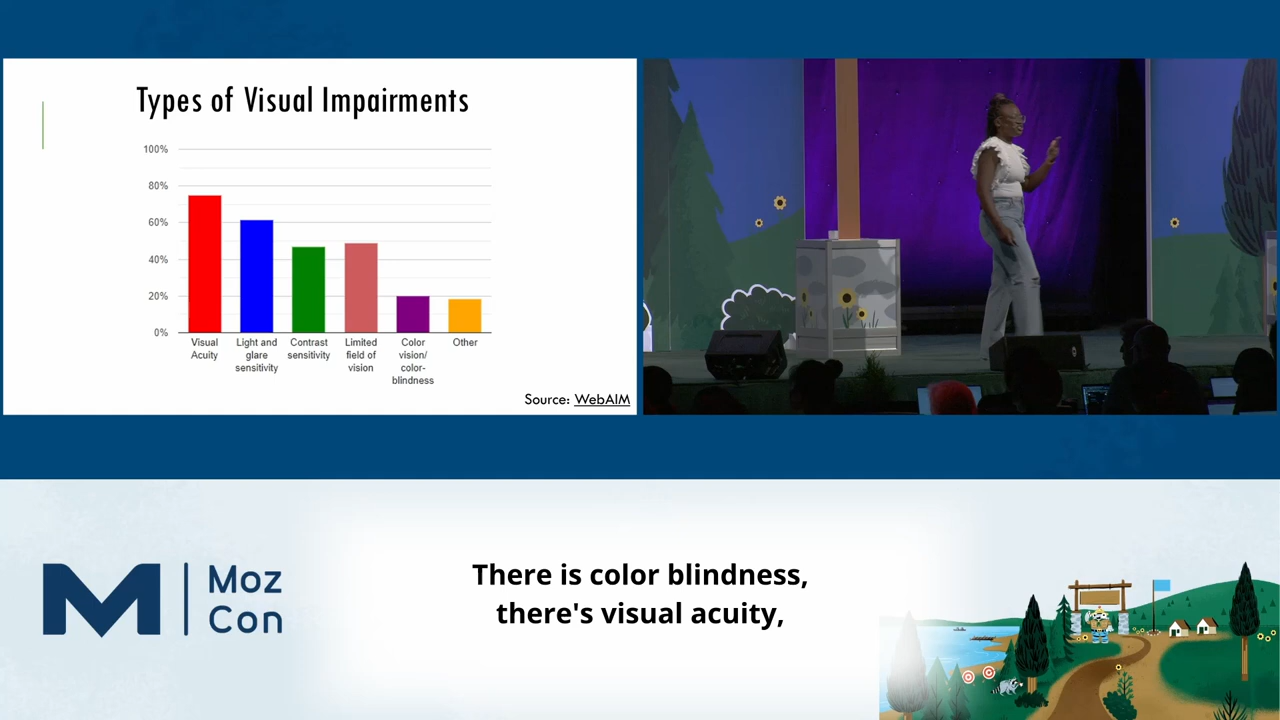 Types of Visual Impairments
100%
80%
60%
40%
20%
0%
Visual
Acuity
Light and
glare
sensitivity
Contrast
sensitivity
Limited
field of
vision
Color
vision/
color-
blindness
Other
Source: WebAIM
Moz
Con
There is color blindness,
there's visual acuity,